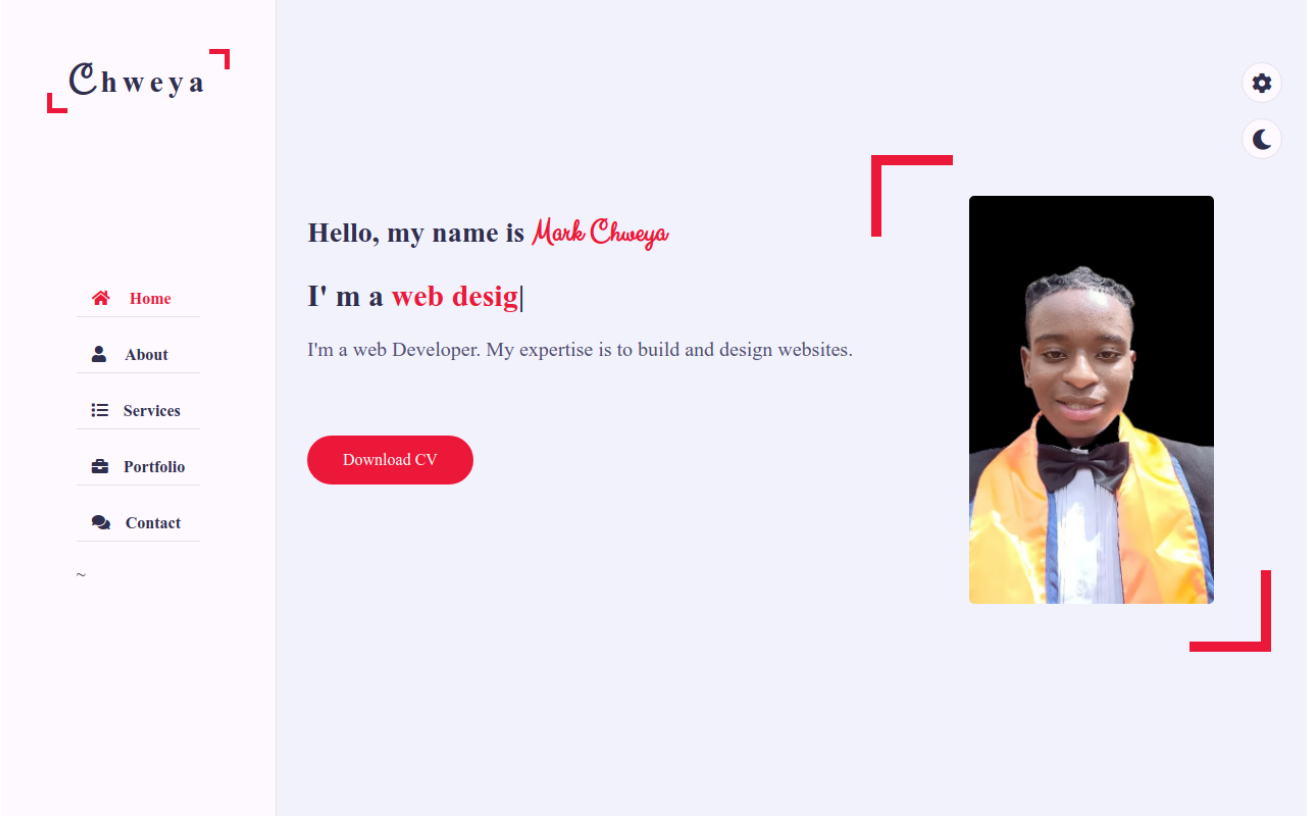 Chweya
Home
About
Services
Portfolio
Contact
~
Hello, my name is Mark Chweya
I' m a web desig|
I'm a web Developer. My expertise is to build and design websites.
Download CV